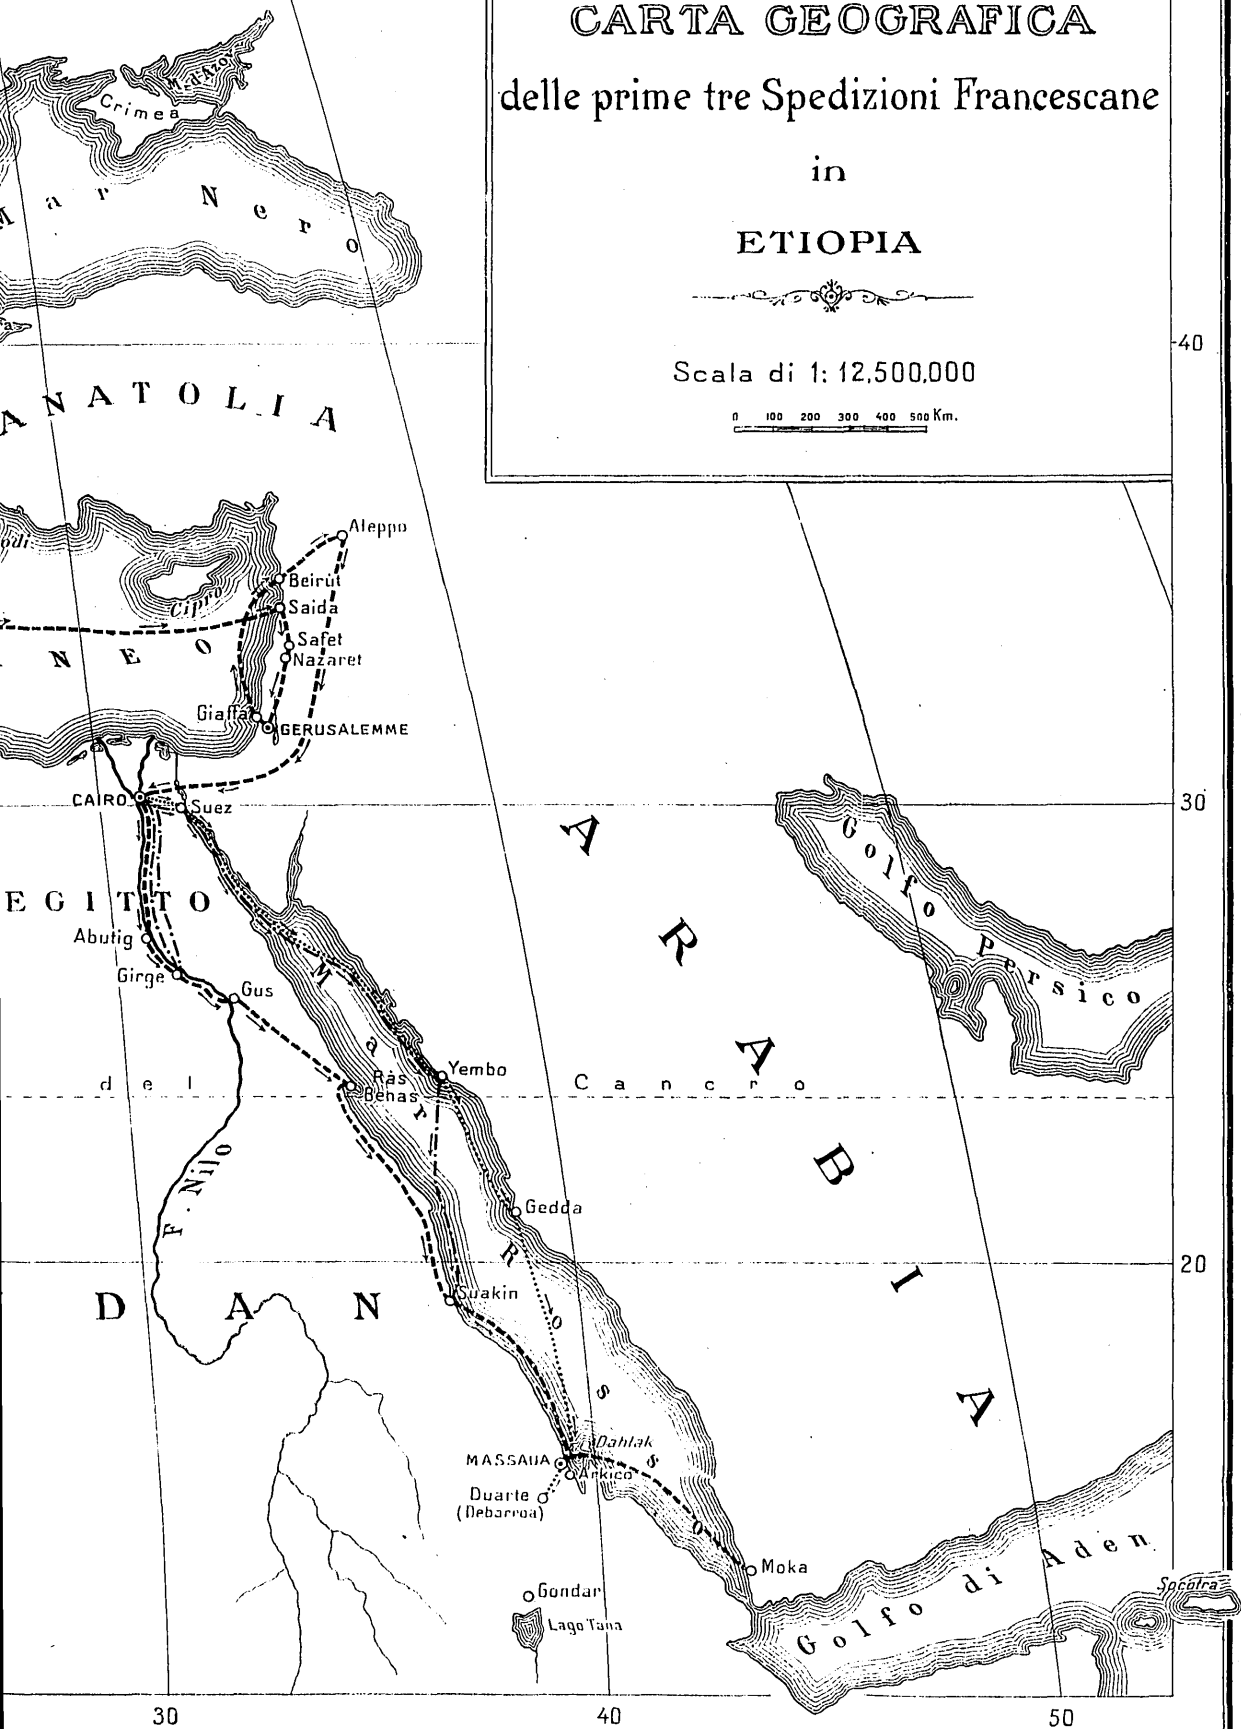 CARTA GEOGRAFICA
delle prime tre Spedizioni Francescane
in
ETIOPIA
Scala di 1: 12,500,000
0 100 200 300 400 500 Km.
M. d'Azov
Crimea
Mar Nero
40
ANATOLIA
Aleppo
Beirùt
Cipro
Saida
Safet
NEO
Nazaret
Giaffa
GERUSALEMME
CAIRO
Suez
30
Golfo Persico
ARABIA
EGITTO
Abutig
Girge
Gus
Mar Rosso
Yembo
Ràs
Benas
del Cancro
F. Nilo
Gedda
20
DAN
Suakin
Dahlak
MASSAUA
Arkico
Duarte
(Debarroa)
Moka
Golfo di Aden
Socotra
Gondar
Lago Tana
30 40 50